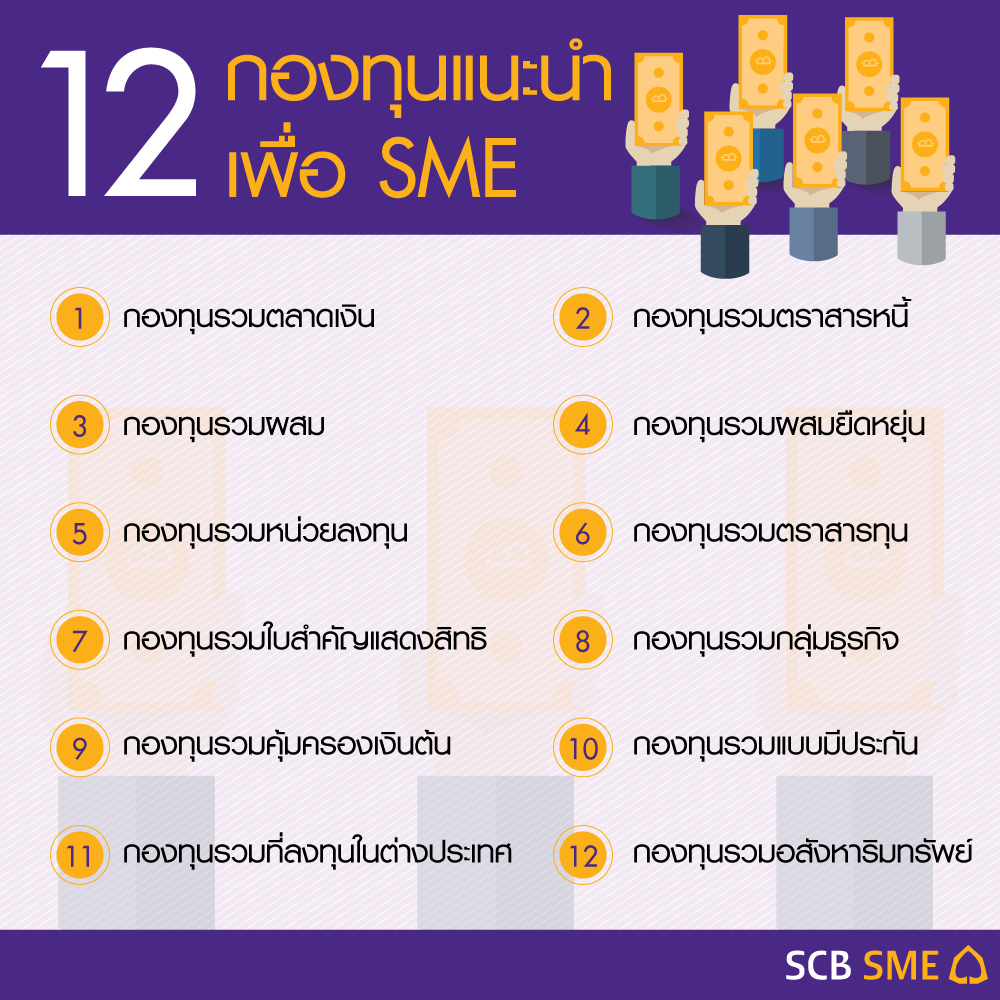 12 กองทุนแนะนำ
เพื่อ SME
1 กองทุนรวมตลาดเงิน
2 กองทุนรวมตราสารหนี้
3 กองทุนรวมผสม
4 กองทุนรวมผสมยืดหยุ่น
5 กองทุนรวมหน่วยลงทุน
6 กองทุนรวมตราสารทุน
7 กองทุนรวมใบสำคัญแสดงสิทธิ
8 กองทุนรวมกลุ่มธุรกิจ
9 กองทุนรวมคุ้มครองเงินต้น
10 กองทุนรวมแบบมีประกัน
11 กองทุนรวมที่ลงทุนในต่างประเทศ
12 กองทุนรวมอสังหาริมทรัพย์
SCB SME